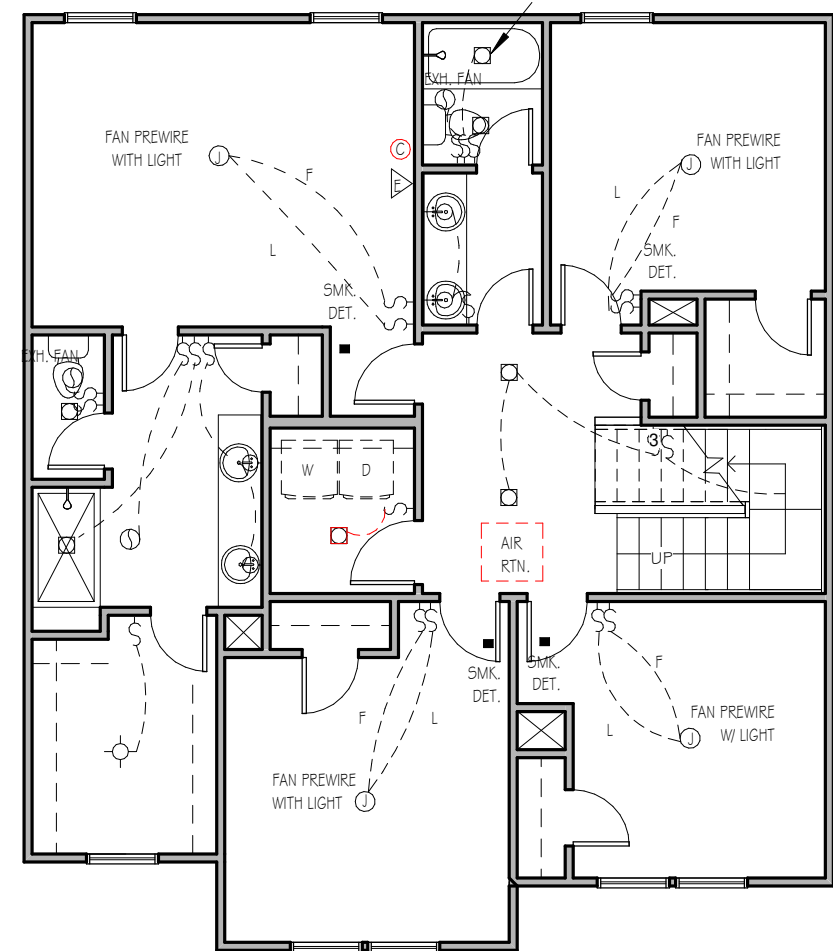 EXH. FAN
FAN PREWIRE
WITH LIGHT
J
F
L
C
E
SMK.
DET.
FAN PREWIRE
WITH LIGHT
J
L
F
SMK.
DET.
EXH. FAN
W
D
3
AIR
RTN.
UP
SMK.
DET.
SMK.
DET.
F
L
FAN PREWIRE
WITH LIGHT
J
F
L
FAN PREWIRE
W/ LIGHT
J